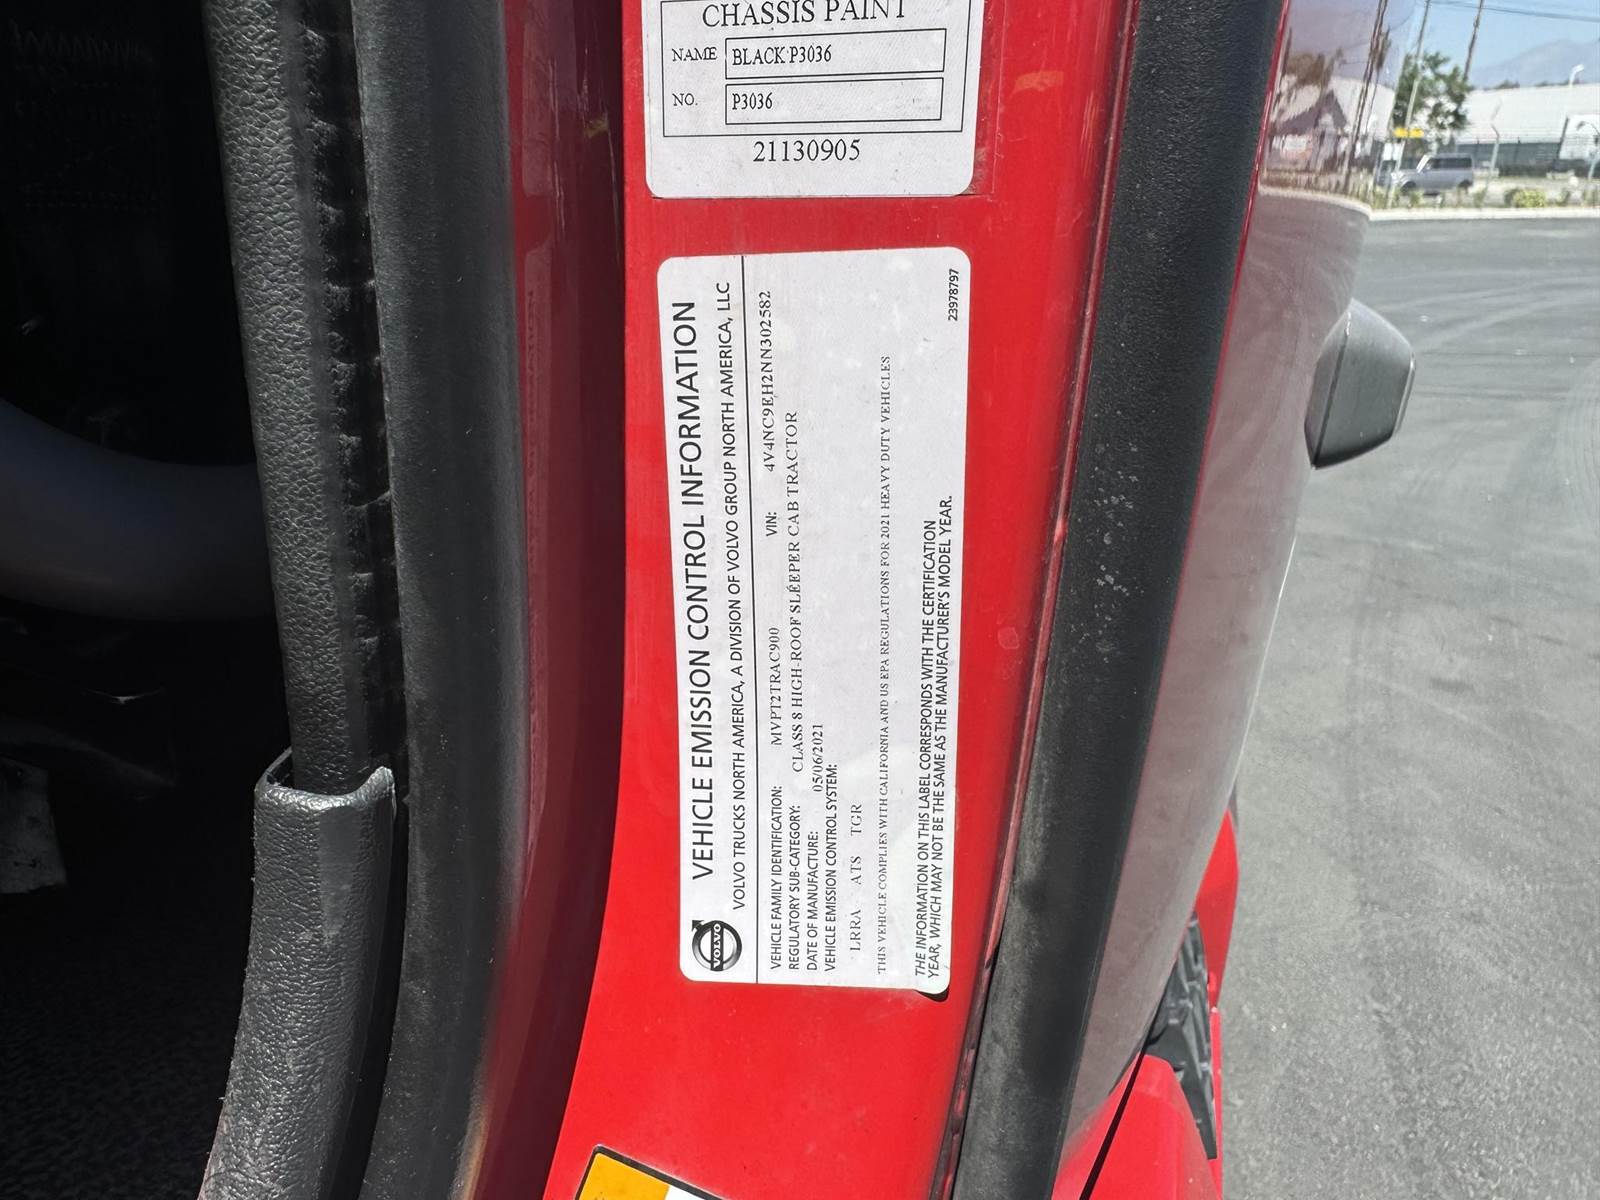 CHASSIS PAINT
NAME BLACK P3036
NO. P3036
21130905
VOLVO
VEHICLE EMISSION CONTROL INFORMATION
VOLVO TRUCKS NORTH AMERICA, A DIVISION OF VOLVO GROUP NORTH AMERICA, LLC
VEHICLE FAMILY IDENTIFICATION: MVPT2TRAC900 VIN: 4V4NC9EH2NN302582
REGULATORY SUB-CATEGORY: CLASS 8 HIGH-ROOF SLEEPER CAB TRACTOR
DATE OF MANUFACTURE: 05/06/2021
VEHICLE EMISSION CONTROL SYSTEM:
LRRA ATS TGR
THIS VEHICLE COMPLIES WITH CALIFORNIA AND US EPA REGULATIONS FOR 2021 HEAVY DUTY VEHICLES
THE INFORMATION ON THIS LABEL CORRESPONDS WITH THE CERTIFICATION
YEAR, WHICH MAY NOT BE THE SAME AS THE MANUFACTURER'S MODEL YEAR.
23978797